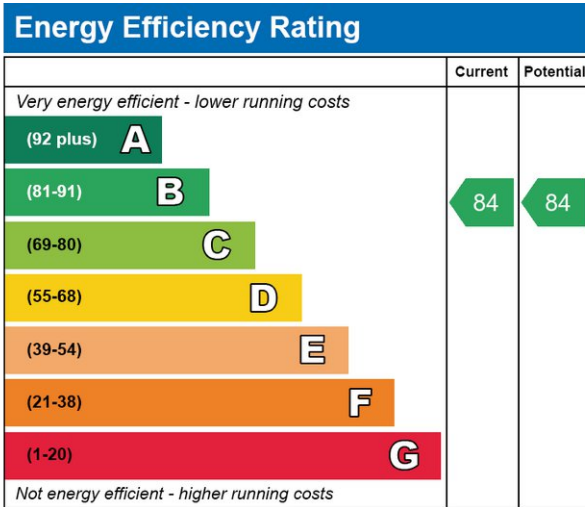 Energy Efficiency Rating
Current Potential
Very energy efficient - lower running costs
(92 plus) A
(81-91) B 84 84
(69-80) C
(55-68) D
(39-54) E
(21-38) F
(1-20) G
Not energy efficient - higher running costs